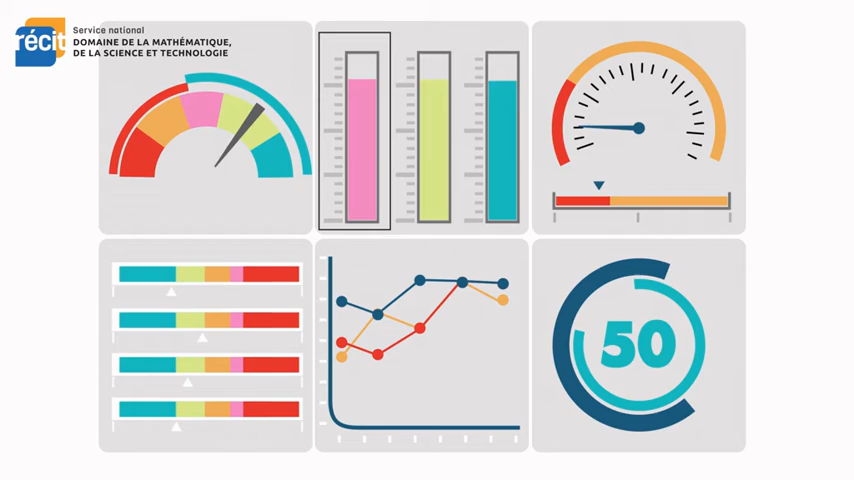 récit
Service national
DOMAINE DE LA MATHÉMATIQUE,
DE LA SCIENCE ET TECHNOLOGIE
50